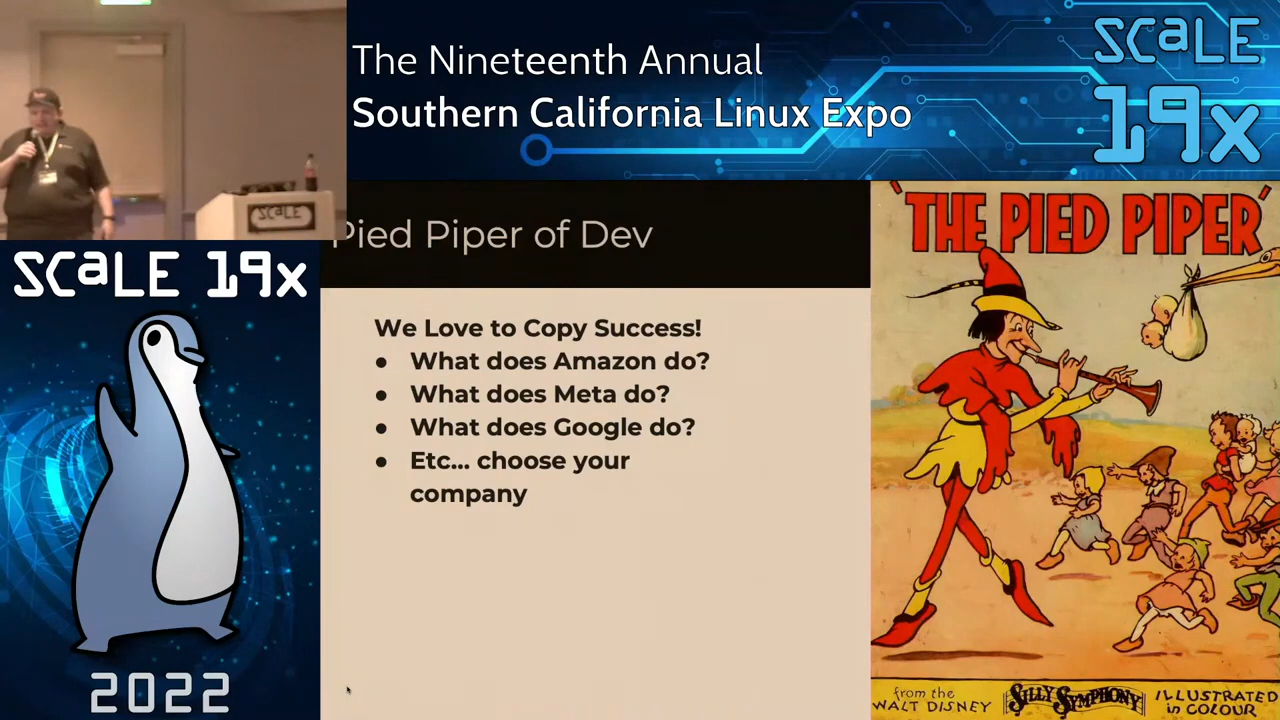 The Nineteenth Annual
Southern California Linux Expo
SCaLE
19x
SCALE
SCaLE 19x
2022
Pied Piper of Dev
We Love to Copy Success!
● What does Amazon do?
● What does Meta do?
● What does Google do?
● Etc... choose your
company
'THE PIED PIPER'
from the
WALT DISNEY
SILLY SYMPHONY
ILLUSTRATED
in COLOUR